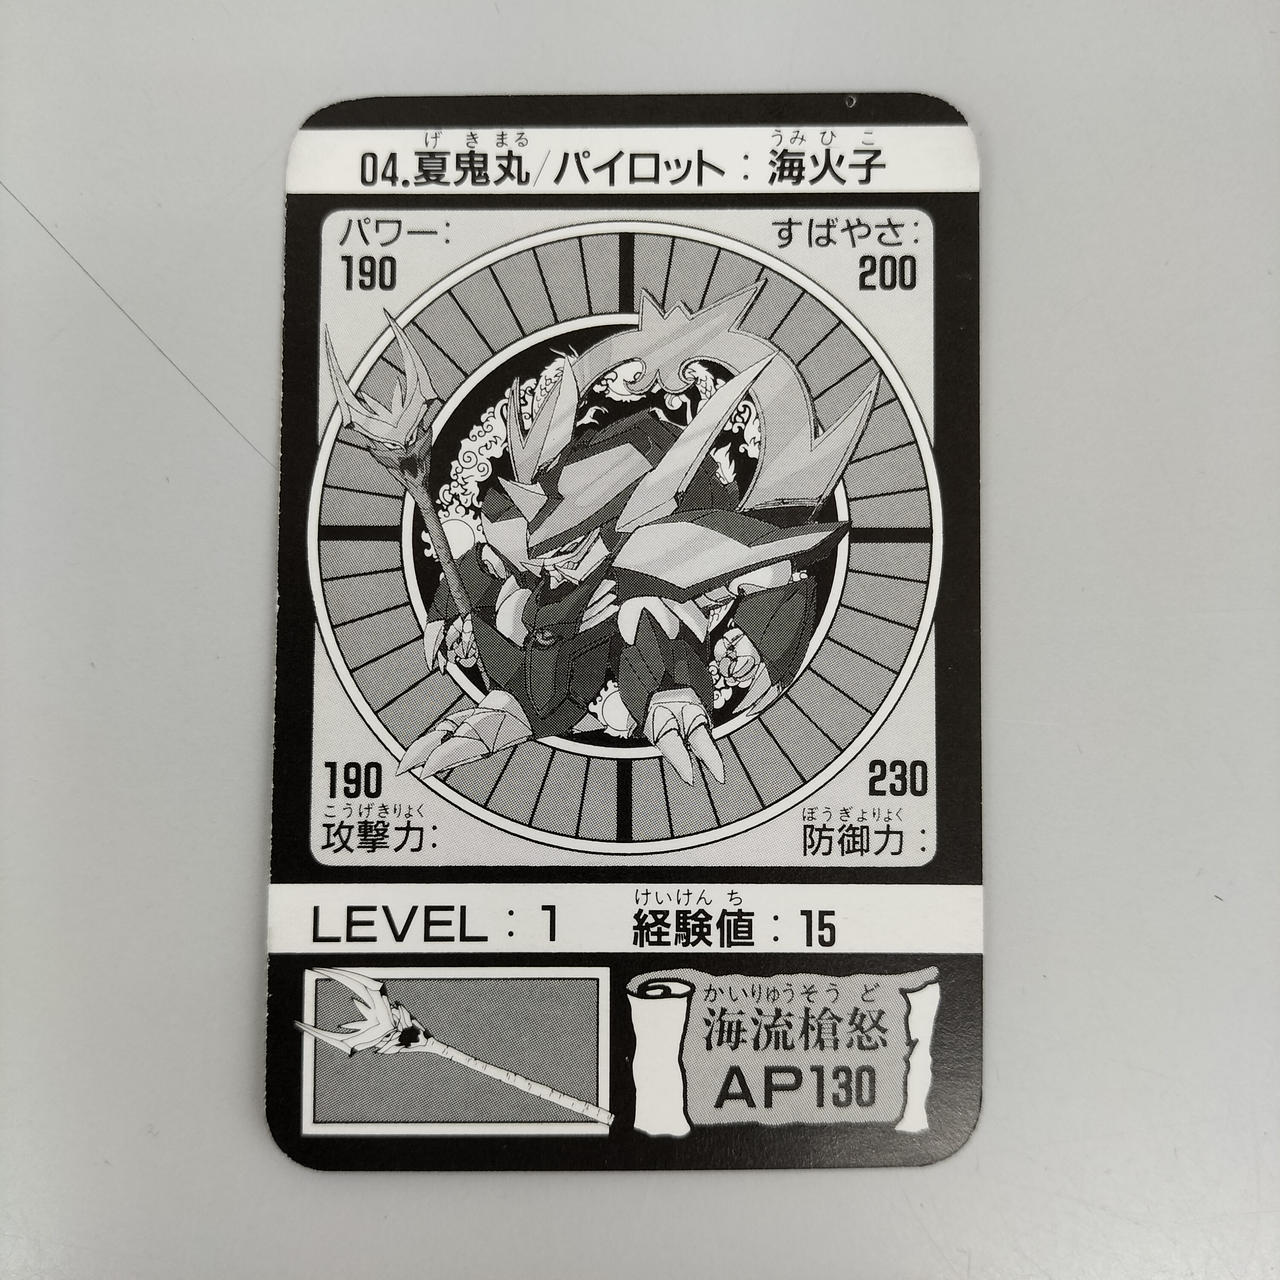 げきまる うみひこ
04.夏鬼丸/パイロット：海火子
パワー： すばやさ：
190 200
190 230
こうげきりょく ぼうぎょりょく
攻撃力： 防御力：
けいけんち
LEVEL：1 経験値：15
かいりゅうそうど
海流槍怒
AP130